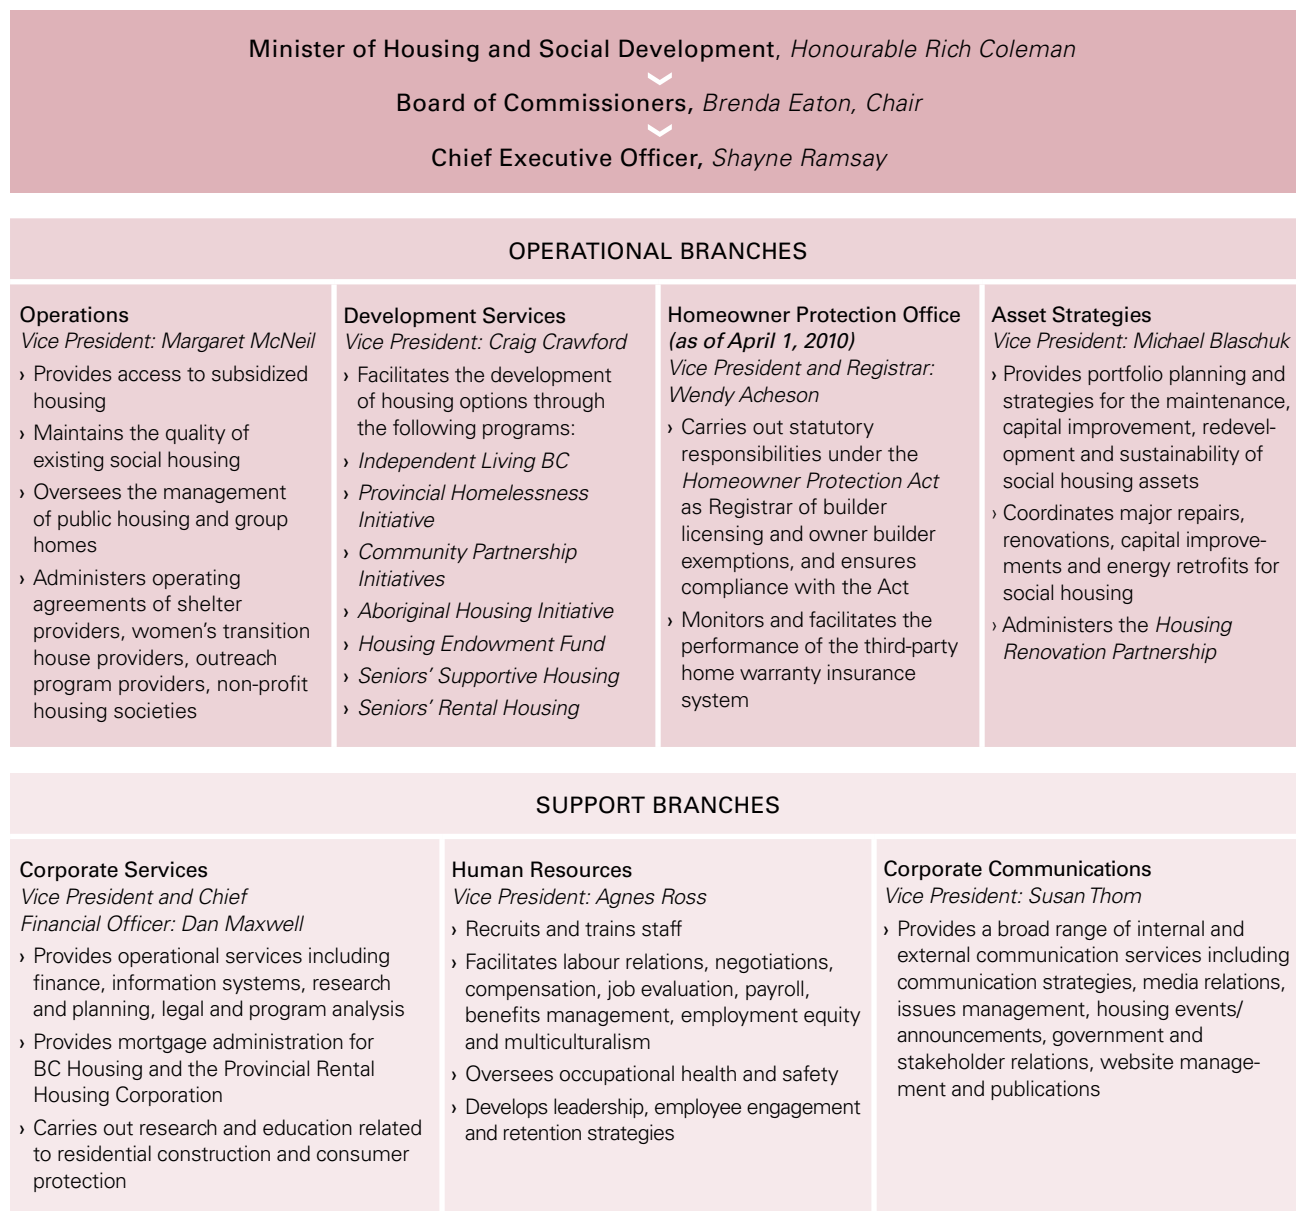 Minister of Housing and Social Development, Honourable Rich Coleman
Board of Commissioners, Brenda Eaton, Chair
Chief Executive Officer, Shayne Ramsay
OPERATIONAL BRANCHES
Operations
Vice President: Margaret McNeil
› Provides access to subsidized
housing
› Maintains the quality of
existing social housing
› Oversees the management
of public housing and group
homes
› Administers operating
agreements of shelter
providers, women’s transition
house providers, outreach
program providers, non-profit
housing societies
Development Services
Vice President: Craig Crawford
› Facilitates the development
of housing options through
the following programs:
› Independent Living BC
› Provincial Homelessness
Initiative
› Community Partnership
Initiatives
› Aboriginal Housing Initiative
› Housing Endowment Fund
› Seniors’ Supportive Housing
› Seniors’ Rental Housing
Homeowner Protection Office
(as of April 1, 2010)
Vice President and Registrar:
Wendy Acheson
› Carries out statutory
responsibilities under the
Homeowner Protection Act
as Registrar of builder
licensing and owner builder
exemptions, and ensures
compliance with the Act
› Monitors and facilitates the
performance of the third-party
home warranty insurance
system
Asset Strategies
Vice President: Michael Blaschuk
› Provides portfolio planning and
strategies for the maintenance,
capital improvement, redevel-
opment and sustainability of
social housing assets
› Coordinates major repairs,
renovations, capital improve-
ments and energy retrofits for
social housing
› Administers the Housing
Renovation Partnership
SUPPORT BRANCHES
Corporate Services
Vice President and Chief
Financial Officer: Dan Maxwell
› Provides operational services including
finance, information systems, research
and planning, legal and program analysis
› Provides mortgage administration for
BC Housing and the Provincial Rental
Housing Corporation
› Carries out research and education related
to residential construction and consumer
protection
Human Resources
Vice President: Agnes Ross
› Recruits and trains staff
› Facilitates labour relations, negotiations,
compensation, job evaluation, payroll,
benefits management, employment equity
and multiculturalism
› Oversees occupational health and safety
› Develops leadership, employee engagement
and retention strategies
Corporate Communications
Vice President: Susan Thom
› Provides a broad range of internal and
external communication services including
communication strategies, media relations,
issues management, housing events/
announcements, government and
stakeholder relations, website manage-
ment and publications